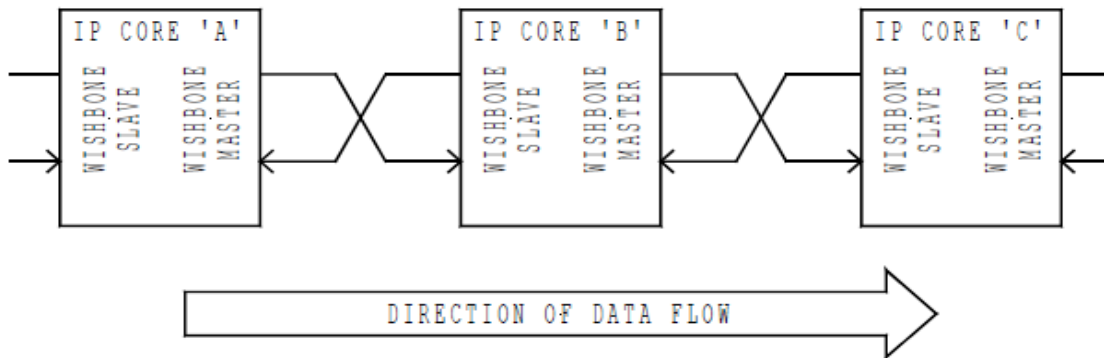 IP CORE 'A'
WISHBONE
SLAVE
WISHBONE
MASTER
IP CORE 'B'
WISHBONE
SLAVE
WISHBONE
MASTER
IP CORE 'C'
WISHBONE
SLAVE
WISHBONE
MASTER
DIRECTION OF DATA FLOW